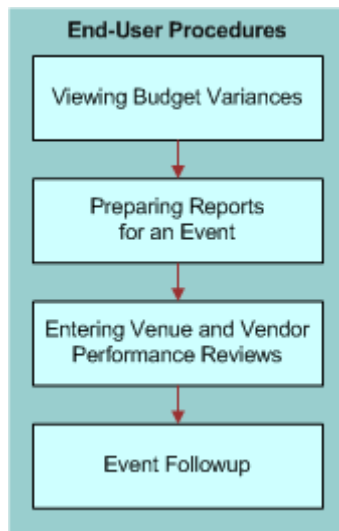 End-User Procedures
Viewing Budget Variances
Preparing Reports
for an Event
Entering Venue and Vendor
Performance Reviews
Event Followup